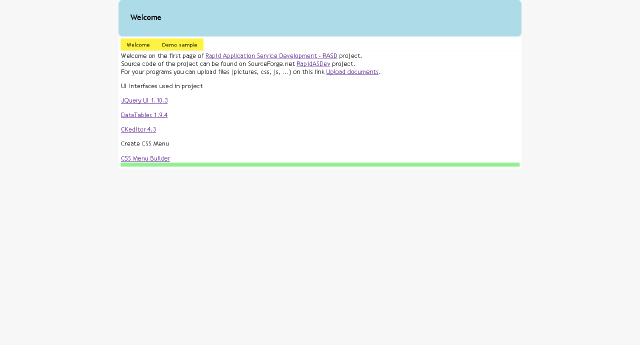 Welcome
Welcome Demo sample
Welcome on the first page of Rapid Application Service Development - RASD project.
Source code of the project can be found on SourceForge.net RapidASDev project.
For your programs you can upload files (pictures, css, js, ...) on this link Upload documents.
UI Interfaces used in project
JQuery UI 1.10.3
DataTables 1.9.4
CKeditor 4.3
Create CSS Menu
CSS Menu Builder